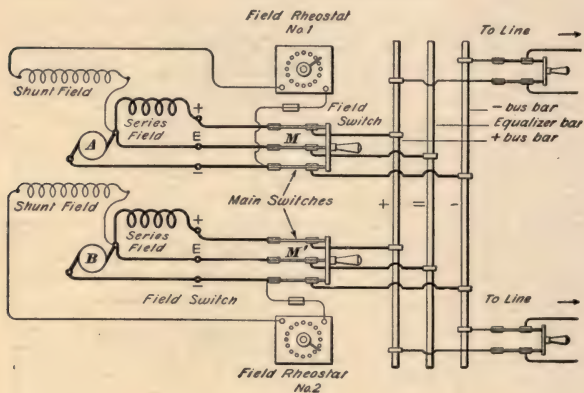 Field Rheostat
No.1
To Line
Shunt Field
+
Series
Field
Field
Switch
A
E
M
–
– bus bar
Equalizer bar
+ bus bar
Shunt Field
Main Switches
+
=
-
+
Series
Field
B
E
M'
–
Field Switch
To Line
Field Rheostat
No.2